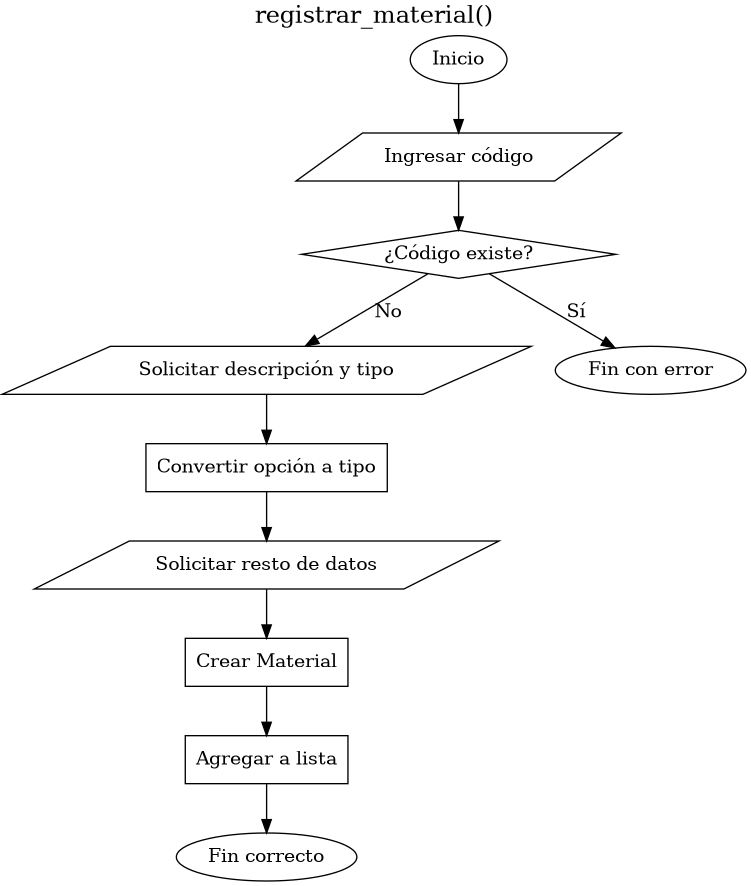 registrar_material()
Inicio
Ingresar código
¿Código existe?
No
Sí
Solicitar descripción y tipo
Fin con error
Convertir opción a tipo
Solicitar resto de datos
Crear Material
Agregar a lista
Fin correcto